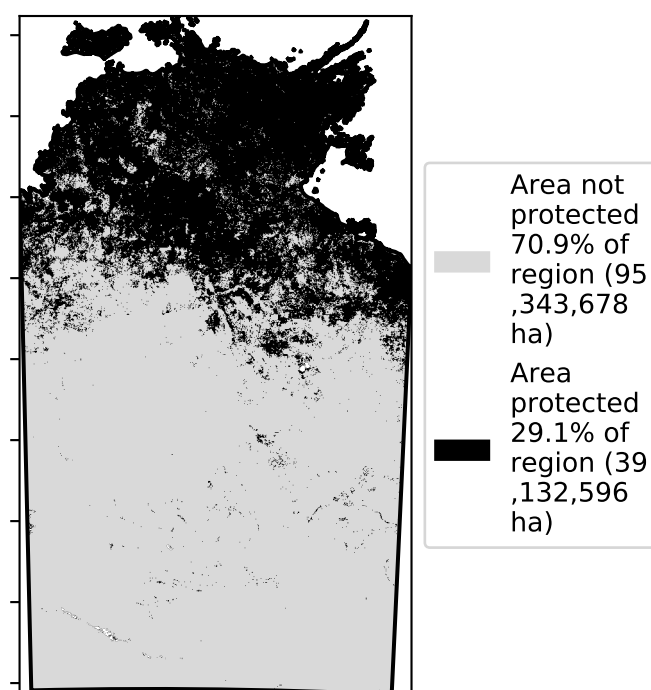 Area not
protected
70.9% of
region (95
,343,678
ha)
Area
protected
29.1% of
region (39
,132,596
ha)